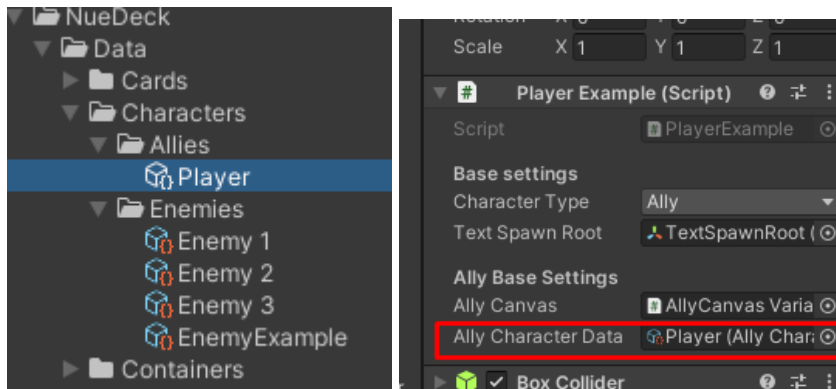 NueDeck
Data
Cards
Characters
Allies
Player
Enemies
Enemy 1
Enemy 2
Enemy 3
EnemyExample
Containers
Scale X 1 Y 1 Z 1
# Player Example (Script)
Script # PlayerExample
Base settings
Character Type Ally
Text Spawn Root TextSpawnRoot (
Ally Base Settings
Ally Canvas # AllyCanvas Varia
Ally Character Data Player (Ally Char
Box Collider